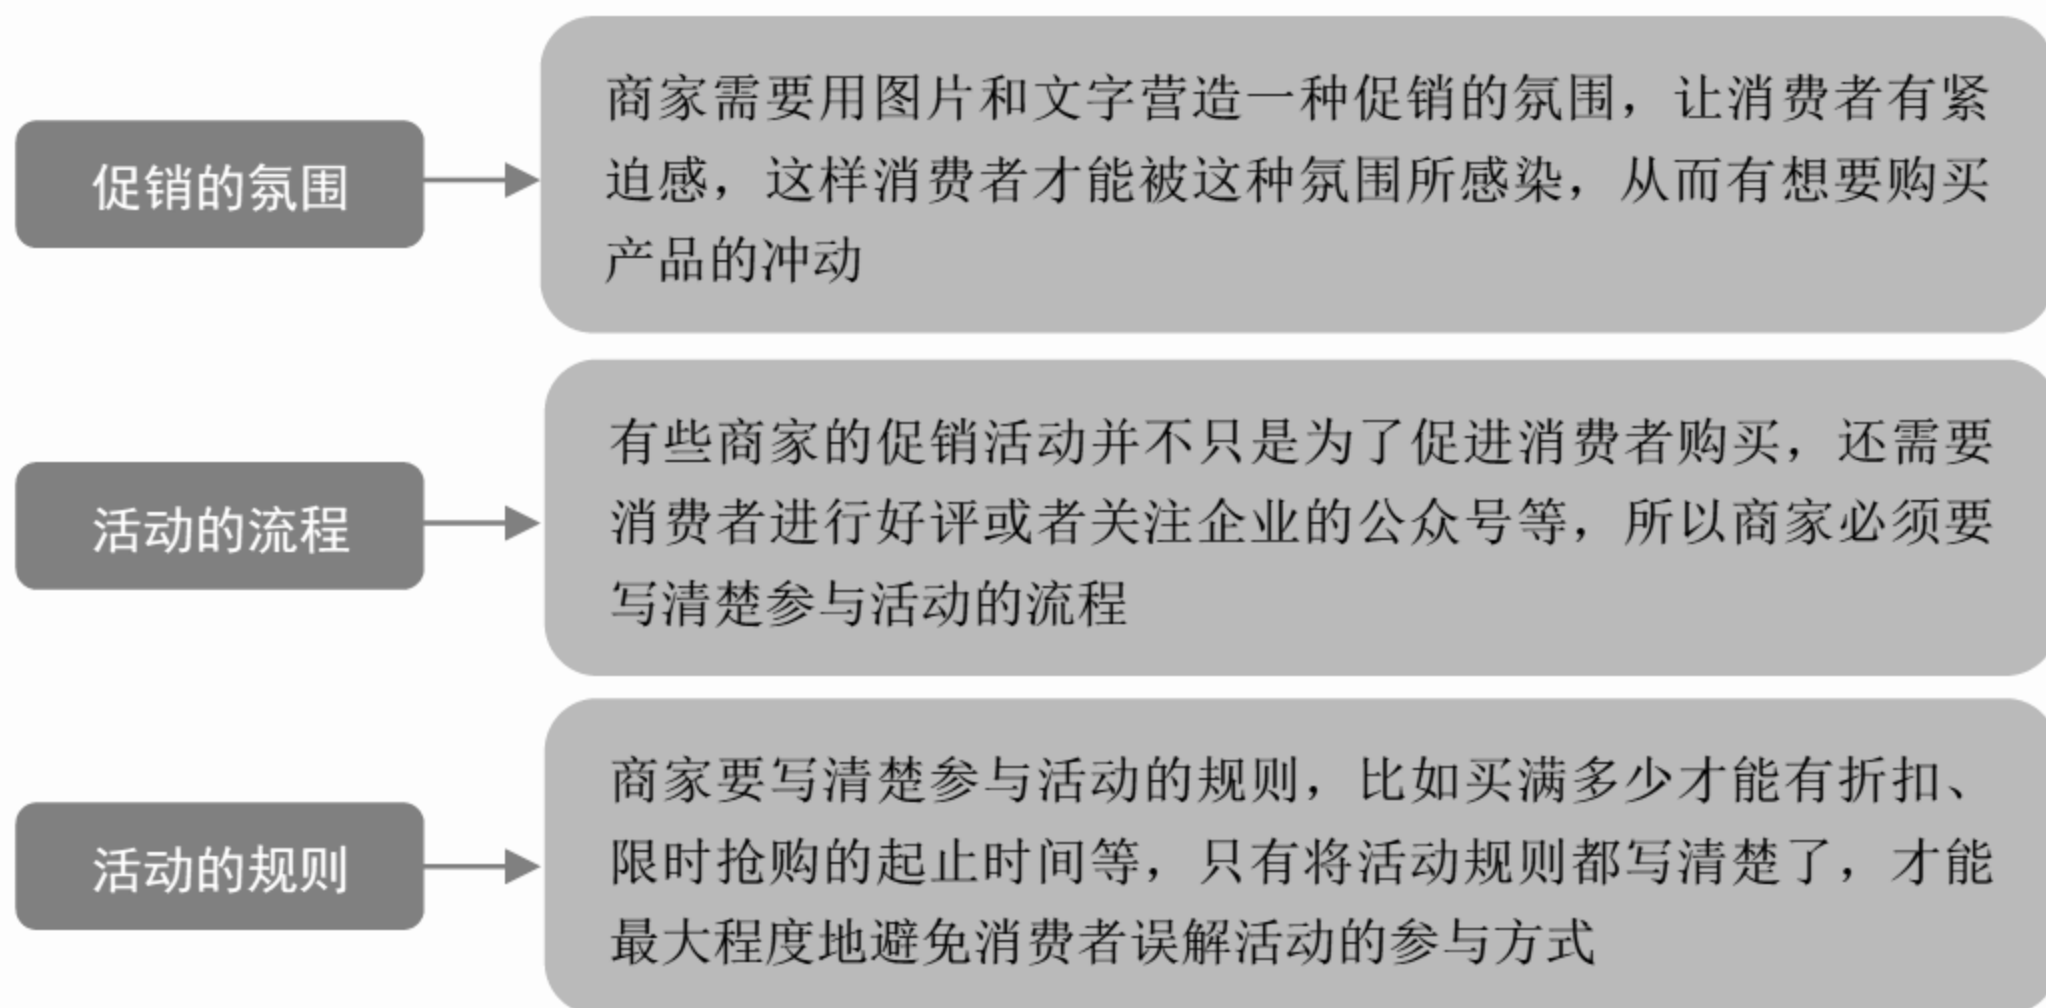 促销的氛围
商家需要用图片和文字营造一种促销的氛围，让消费者有紧
迫感，这样消费者才能被这种氛围所感染，从而有想要购买
产品的冲动
活动的流程
有些商家的促销活动并不只是为了促进消费者购买，还需要
消费者进行好评或者关注企业的公众号等，所以商家必须要
写清楚参与活动的流程
活动的规则
商家要写清楚参与活动的规则，比如买满多少才能有折扣、
限时抢购的起止时间等，只有将活动规则都写清楚了，才能
最大程度地避免消费者误解活动的参与方式